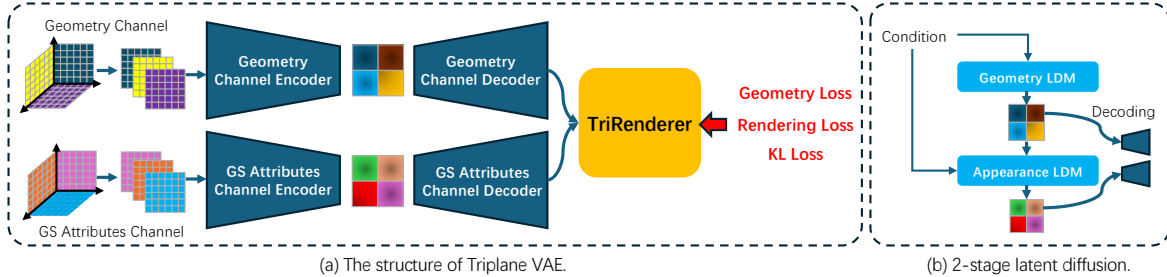 Geometry Channel
Geometry
Channel Encoder
Geometry
Channel Decoder
GS Attributes
Channel Encoder
GS Attributes
Channel Decoder
GS Attributes Channel
TriRenderer
Geometry Loss
Rendering Loss
KL Loss
(a) The structure of Triplane VAE.
Condition
Geometry LDM
Decoding
Appearance LDM
(b) 2-stage latent diffusion.